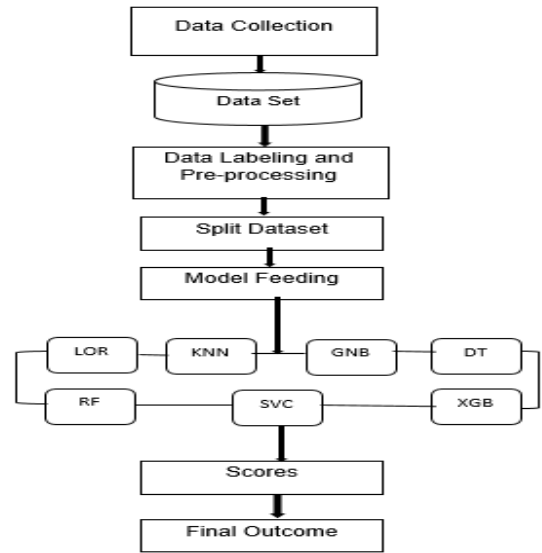 Data Collection
Data Set
Data Labeling and
Pre-processing
Split Dataset
Model Feeding
LOR
KNN
GNB
DT
RF
SVC
XGB
Scores
Final Outcome